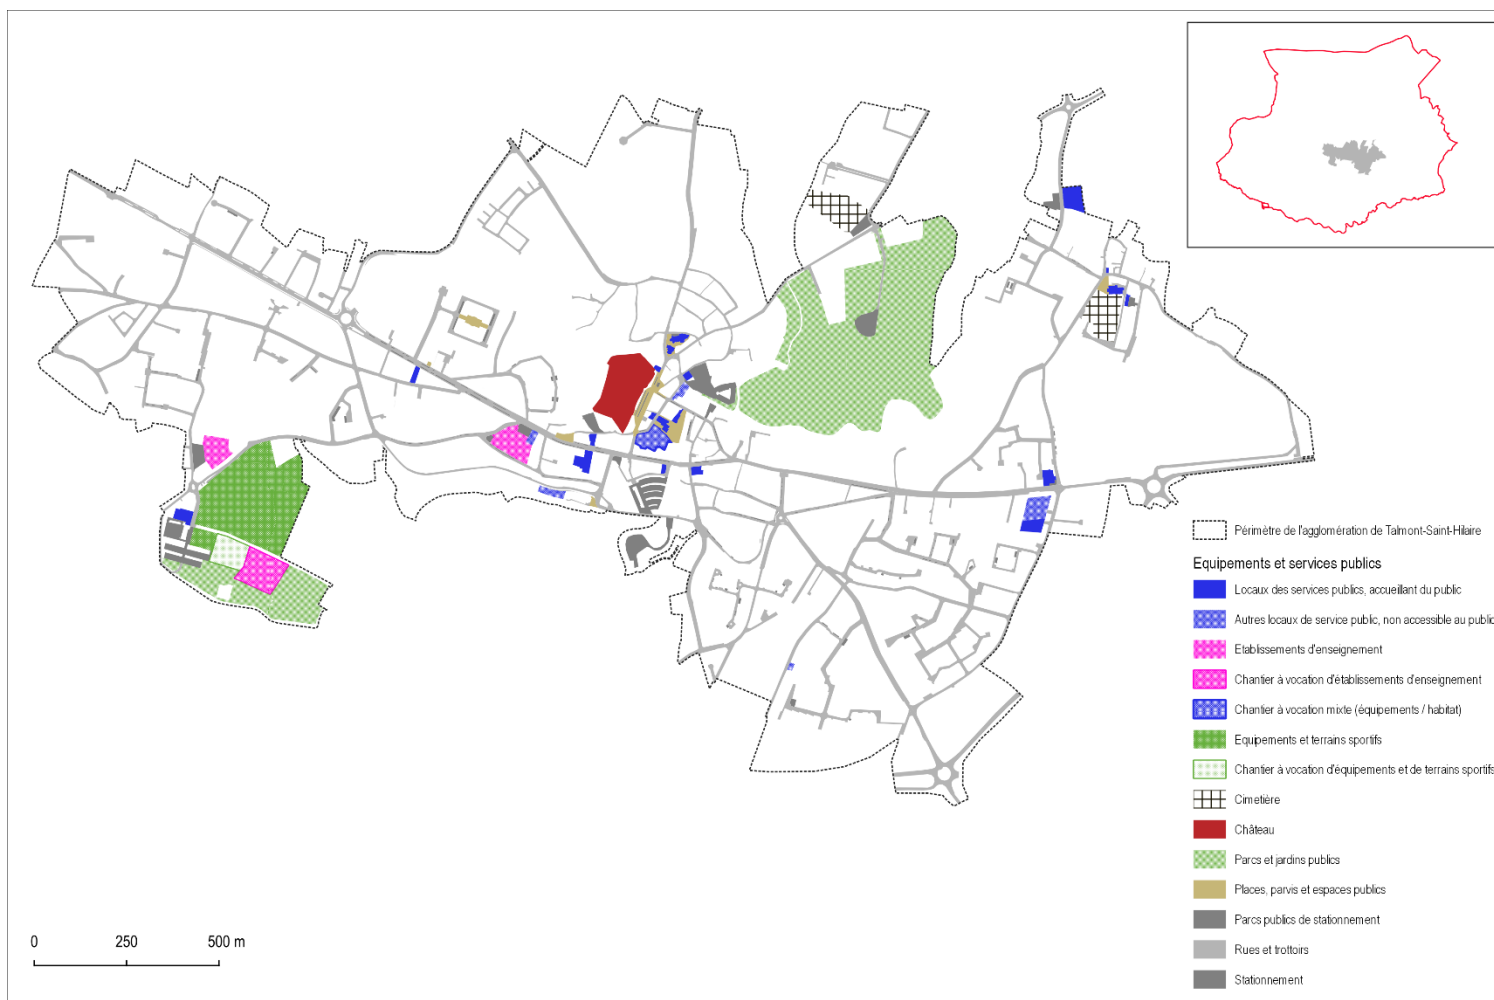 Périmètre de l'agglomération de Talmont-Saint-Hilaire
Equipements et services publics
Locaux des services publics, accueillant du public
Autres locaux de service public, non accessible au public
Etablissements d'enseignement
Chantier à vocation d'établissements d'enseignement
Chantier à vocation mixte (équipements / habitat)
Equipements et terrains sportifs
Chantier à vocation d'équipements et de terrains sportifs
Cimetière
Château
Parcs et jardins publics
Places, parvis et espaces publics
Parcs publics de stationnement
Rues et trottoirs
Stationnement
0 250 500 m